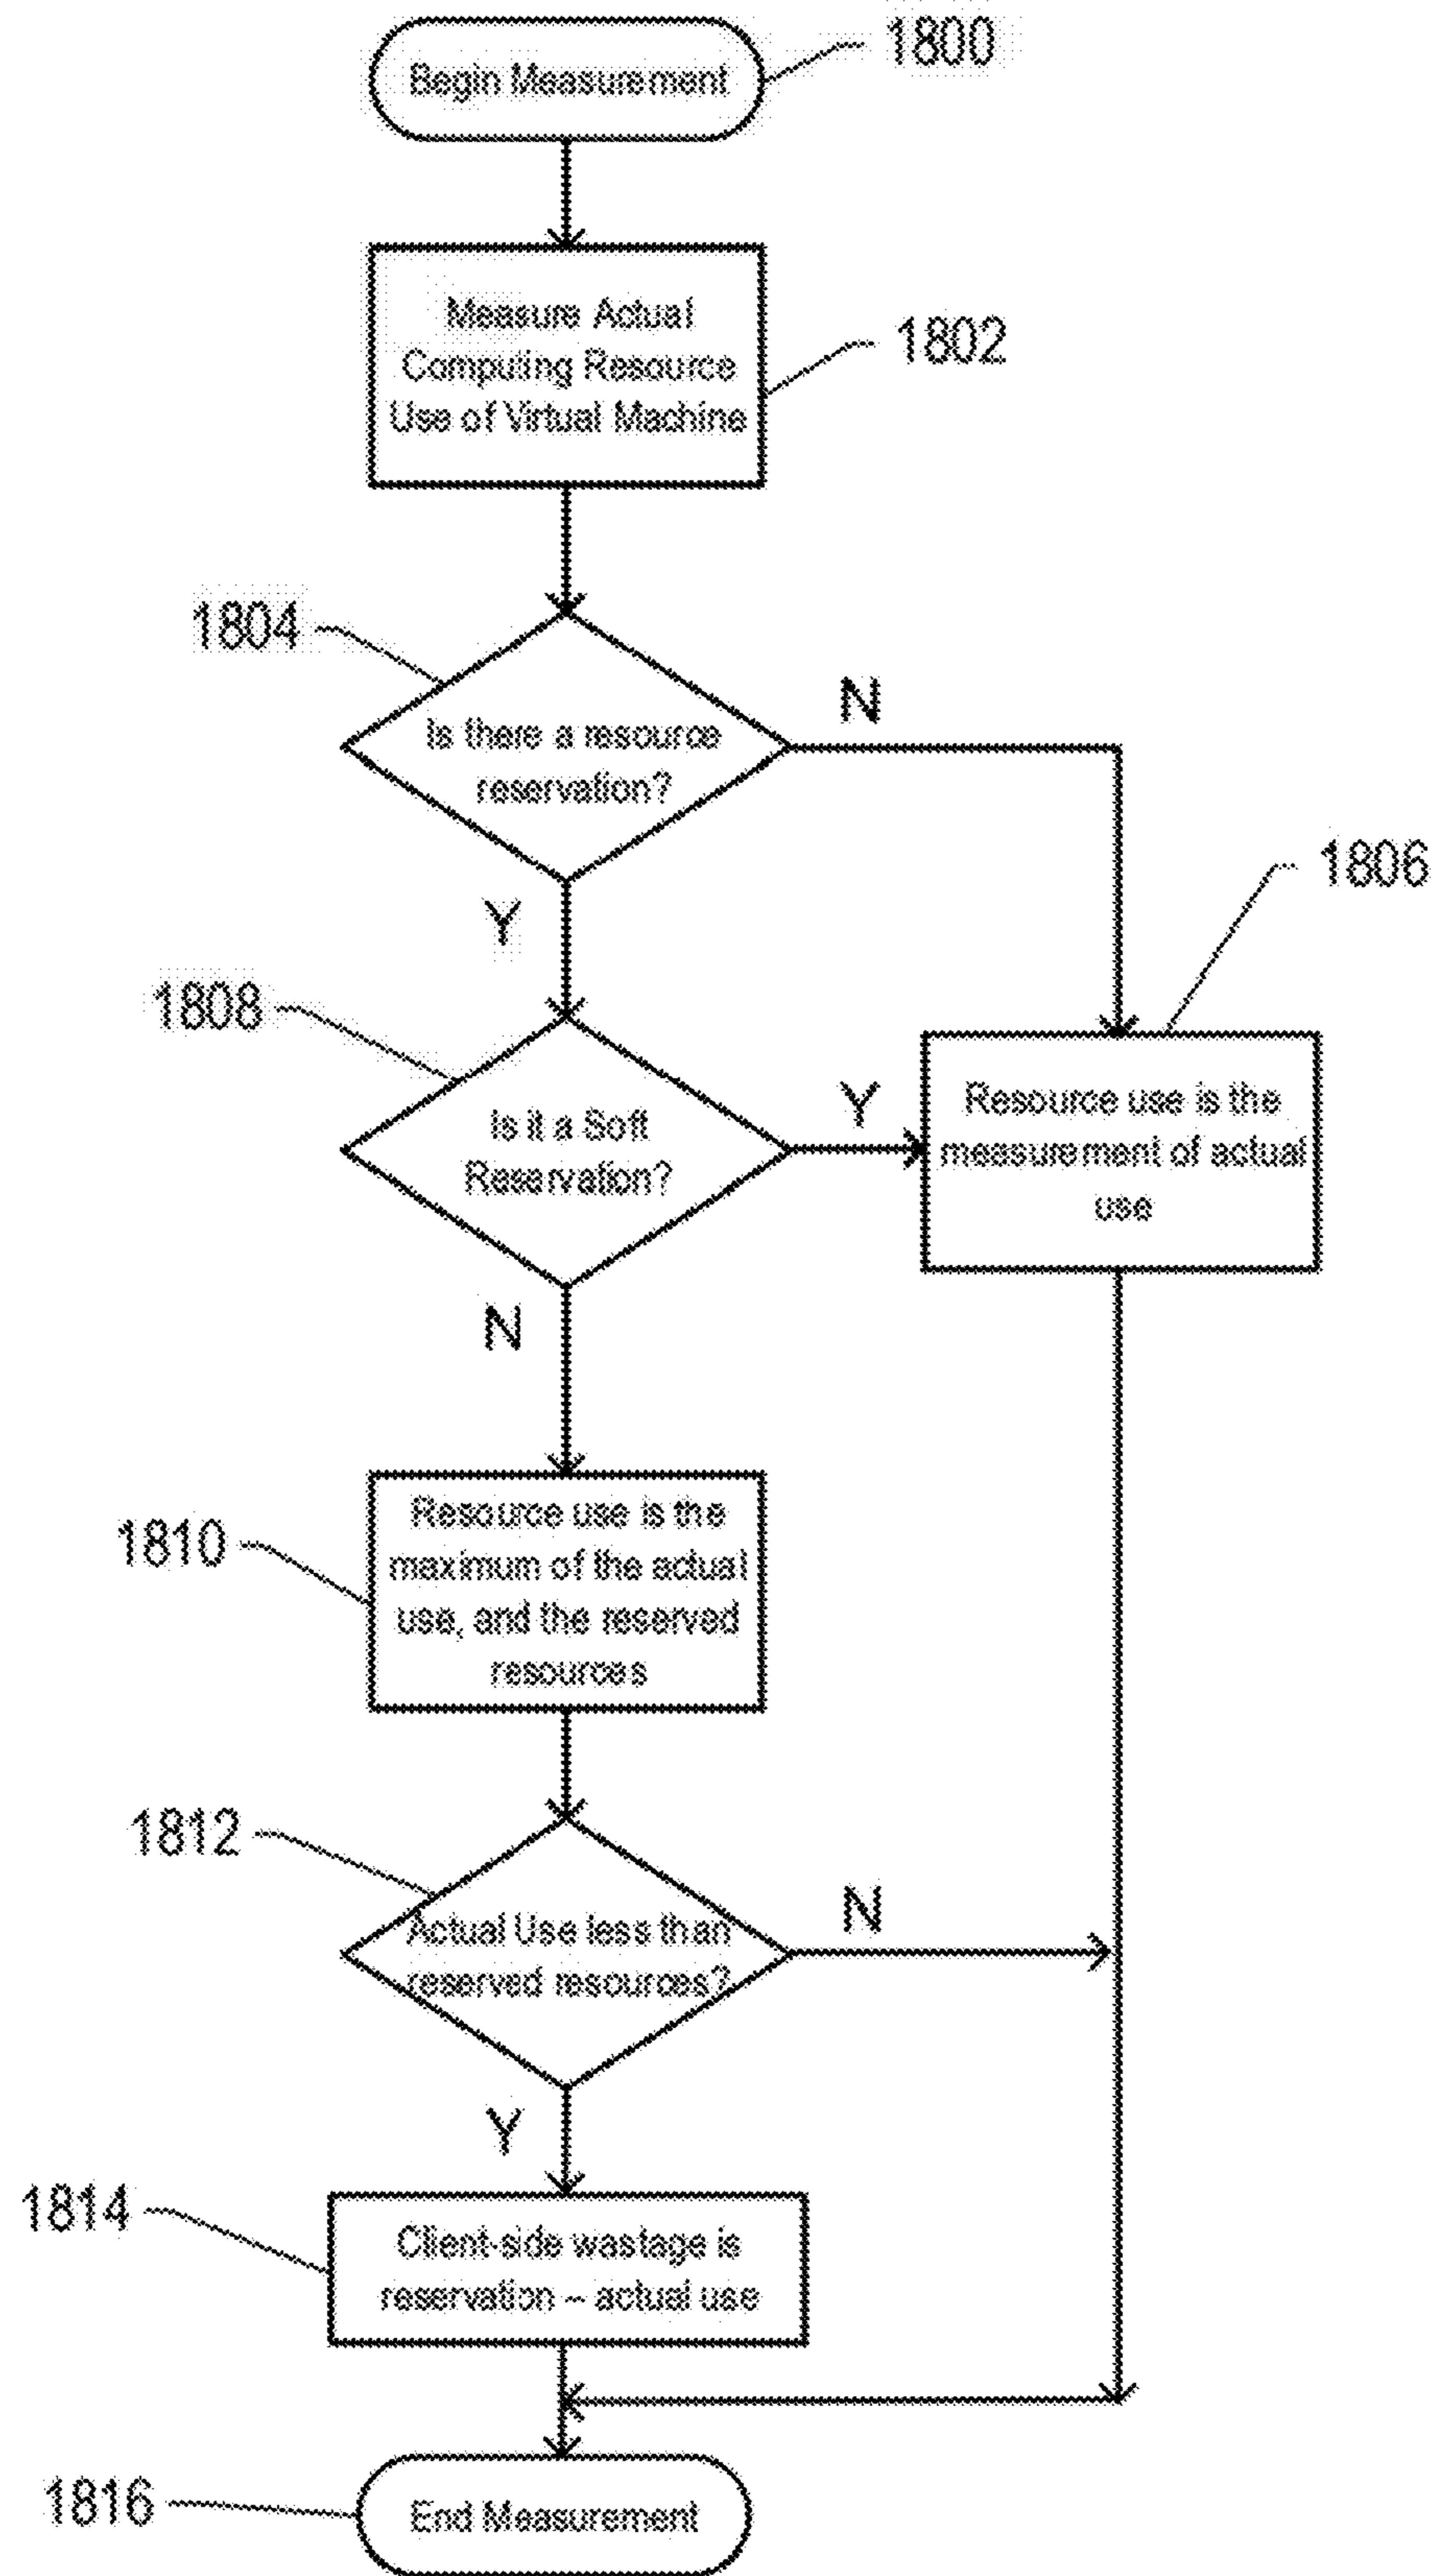 Begin Measurement
1800
Measure Actual
Computing Resource
Use of Virtual Machine
1802
1804
Is there a resource
reservation?
N
Y
1806
1808
Is it a Soft
Reservation?
Y
N
Resource use is the
measurement of actual
use
1810
Resource use is the
maximum of the actual
use, and the reserved
resources
1812
Actual Use less than
reserved resources?
N
Y
1814
Client-side wastage is
reservation – actual use
1816
End Measurement